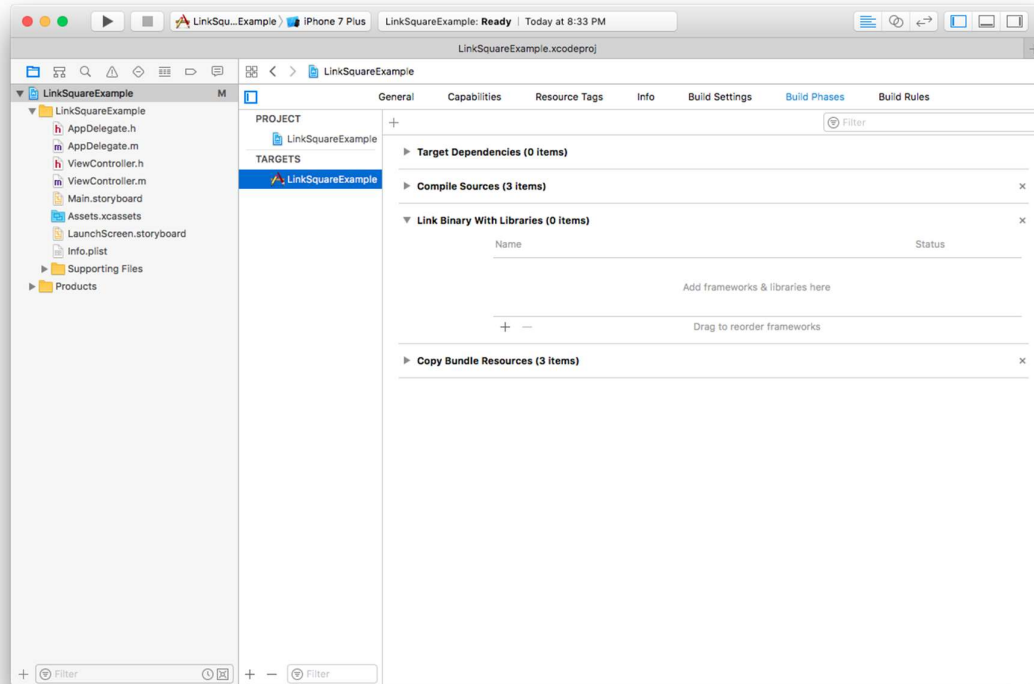 LinkSqu...Example
iPhone 7 Plus
LinkSquareExample: Ready | Today at 8:33 PM
LinkSquareExample.xcodeproj
LinkSquareExample
LinkSquareExample M
LinkSquareExample
h AppDelegate.h
m AppDelegate.m
h ViewController.h
m ViewController.m
Main.storyboard
Assets.xcassets
LaunchScreen.storyboard
Info.plist
Supporting Files
Products
Filter
General Capabilities Resource Tags Info Build Settings Build Phases Build Rules
PROJECT
LinkSquareExample
TARGETS
LinkSquareExample
Filter
Filter
Target Dependencies (0 items)
Compile Sources (3 items)
Link Binary With Libraries (0 items)
Name Status
Add frameworks & libraries here
Drag to reorder frameworks
Copy Bundle Resources (3 items)